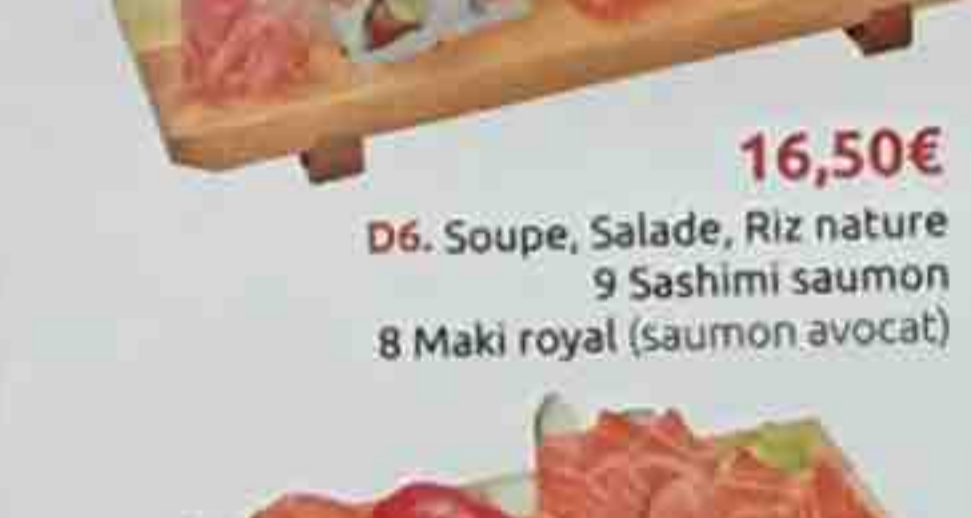 16,50€
D6. Soupe, Salade, Riz nature
9 Sashimi saumon
8 Maki royal (saumon avocat)